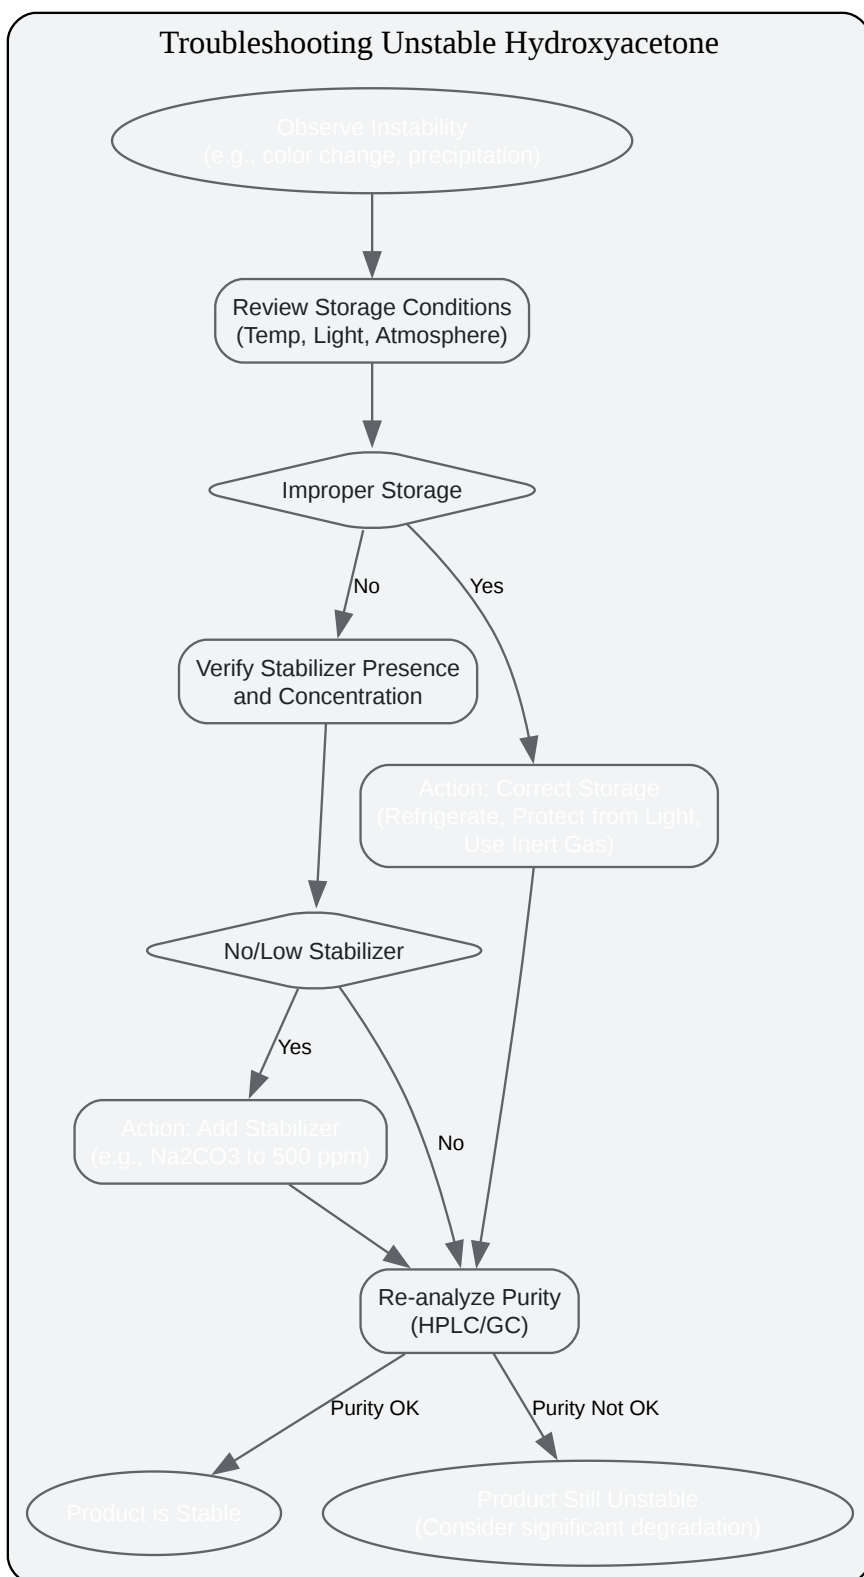 Troubleshooting Unstable Hydroxyacetone
Observe Instability
(e.g., color change, precipitation)
Review Storage Conditions
(Temp, Light, Atmosphere)
Improper Storage
No
Yes
Verify Stabilizer Presence
and Concentration
Action: Correct Storage
(Refrigerate, Protect from Light,
Use Inert Gas)
No/Low Stabilizer
Yes
Action: Add Stabilizer
(e.g., Na2CO3 to 500 ppm)
No
Re-analyze Purity
(HPLC/GC)
Purity OK
Purity Not OK
Product is Stable
Product Still Unstable
(Consider significant degradation)